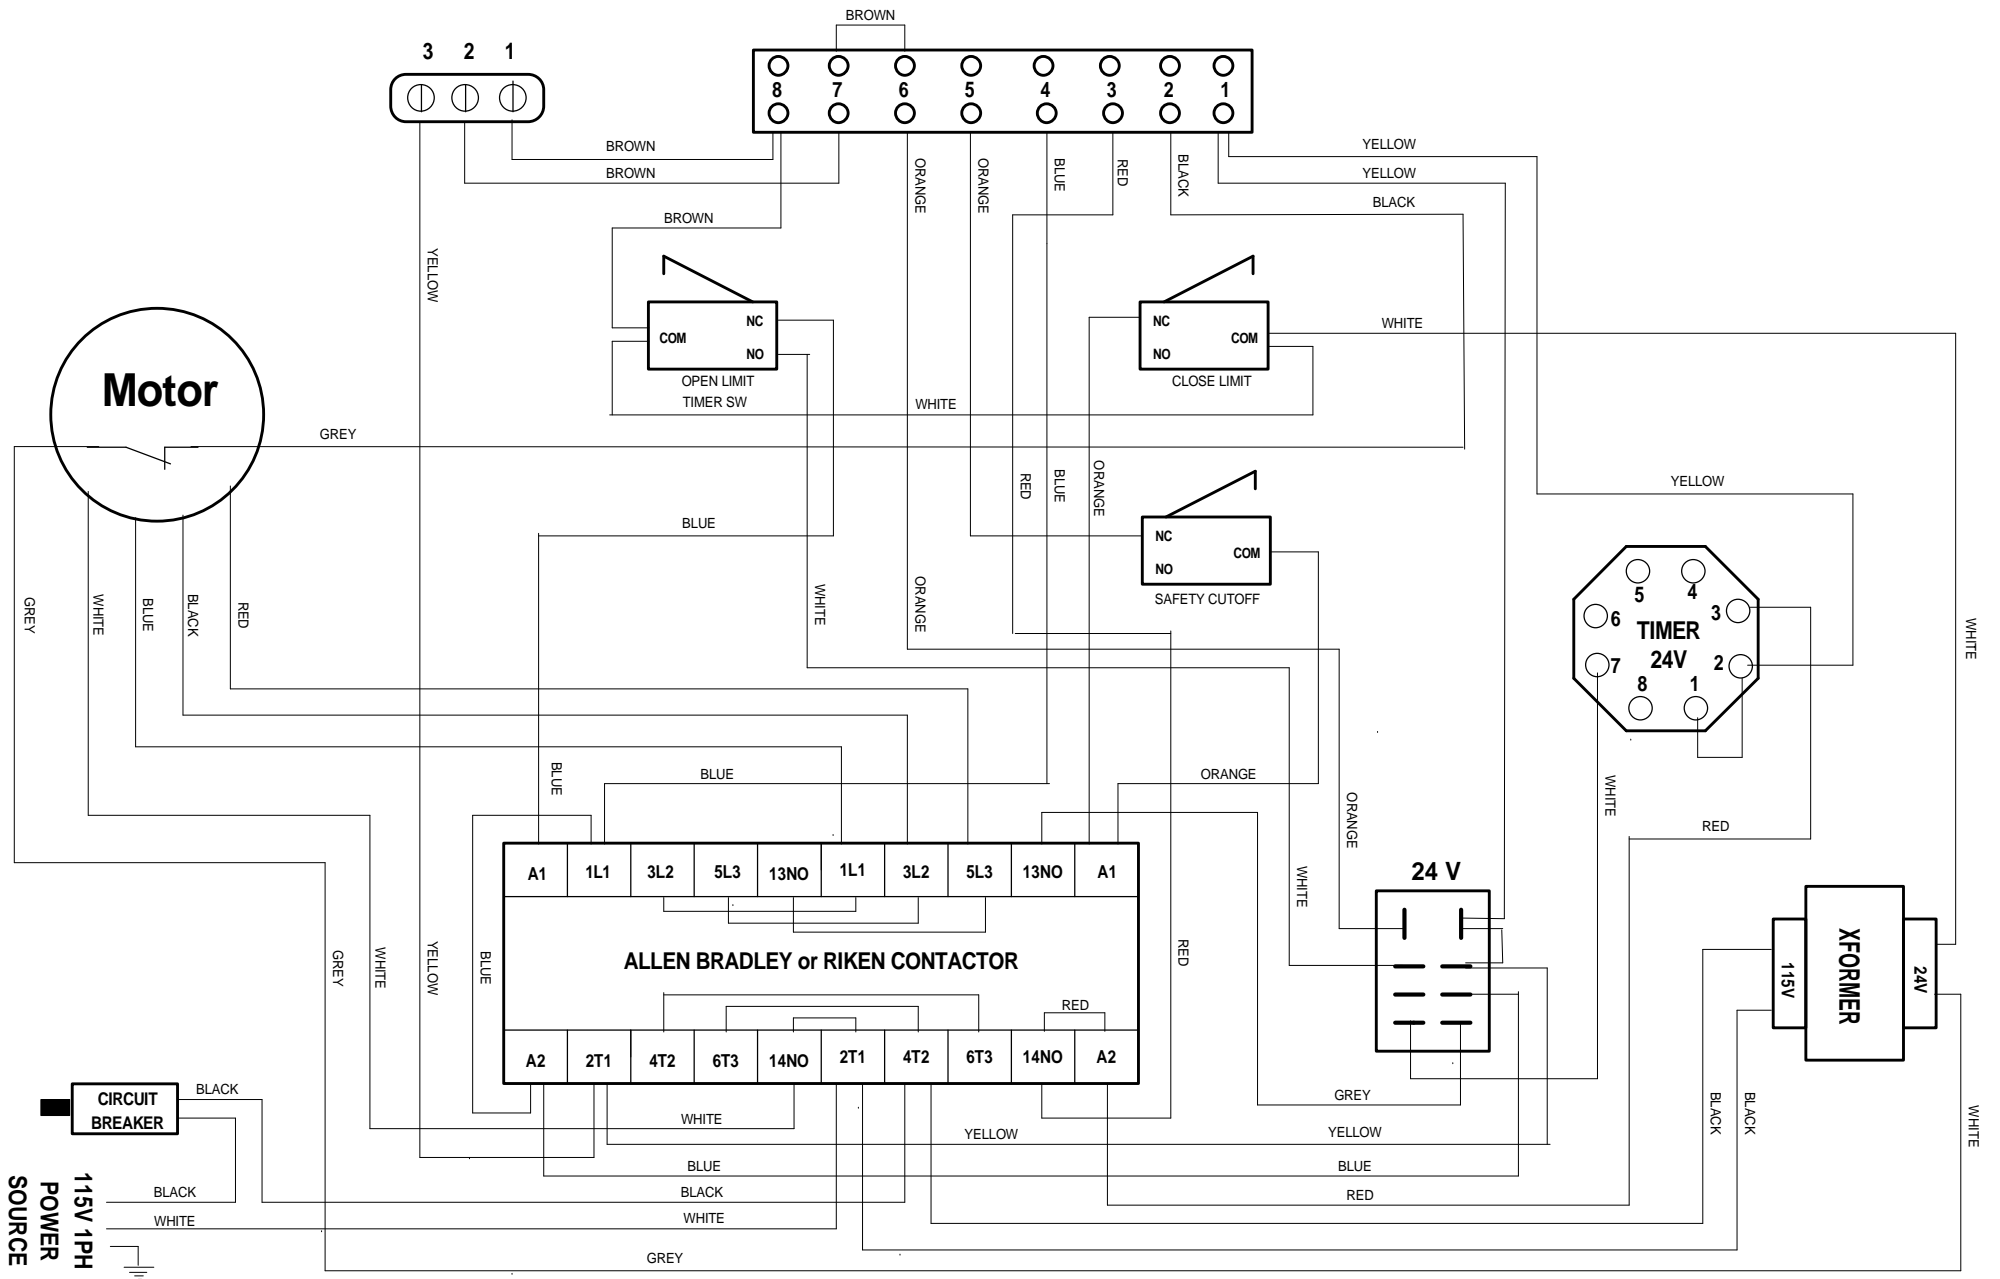 BROWN
3 2 1
8 7 6 5 4 3 2 1
BROWN
BROWN
BROWN
YELLOW
ORANGE
ORANGE
BLUE
RED
BLACK
YELLOW
YELLOW
BLACK
COM
NC
NO
OPEN LIMIT
TIMER SW
WHITE
NC
NO
COM
CLOSE LIMIT
WHITE
Motor
GREY
BLUE
RED
BLUE
ORANGE
NC
NO
COM
SAFETY CUTOFF
YELLOW
GREY
WHITE
BLUE
BLACK
RED
WHITE
ORANGE
5
4
6
3
TIMER
24V
7
2
8
1
WHITE
BLUE
BLUE
ORANGE
ORANGE
WHITE
RED
WHITE
24 V
A1 1L1 3L2 5L3 13NO 1L1 3L2 5L3 13NO A1
ALLEN BRADLEY or RIKEN CONTACTOR
RED
A2 2T1 4T2 6T3 14NO 2T1 4T2 6T3 14NO A2
GREY
WHITE
YELLOW
BLUE
RED
115V
XFORMER
24V
CIRCUIT
BREAKER
BLACK
WHITE
GREY
YELLOW
YELLOW
BLACK
BLACK
WHITE
BLUE
BLUE
115V 1PH
POWER
SOURCE
BLACK
BLACK
RED
WHITE
WHITE
GREY